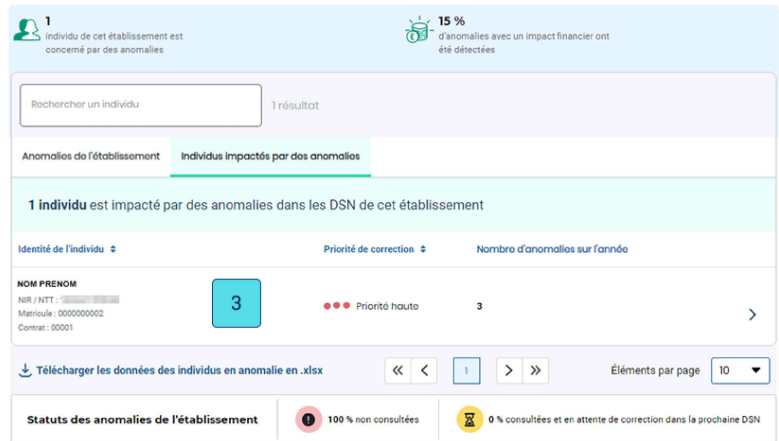 1
individu de cet établissement est
concerné par des anomalies
15 %
d'anomalies avec un impact financier ont
été détectées
Rechercher un individu
1 résultat
Anomalies de l'établissement
Individus impactés par des anomalies
1 individu est impacté par des anomalies dans les DSN de cet établissement
Identité de l'individu
Priorité de correction
Nombre d'anomalies sur l'année
NOM PRENOM
NIR / NTT :
Matricule : 0000000002
Contrat : 00001
3
Priorité haute
3
Télécharger les données des individus en anomalie en .xlsx
1
Éléments par page
10
Statuts des anomalies de l'établissement
100 % non consultées
0 % consultées et en attente de correction dans la prochaine DSN